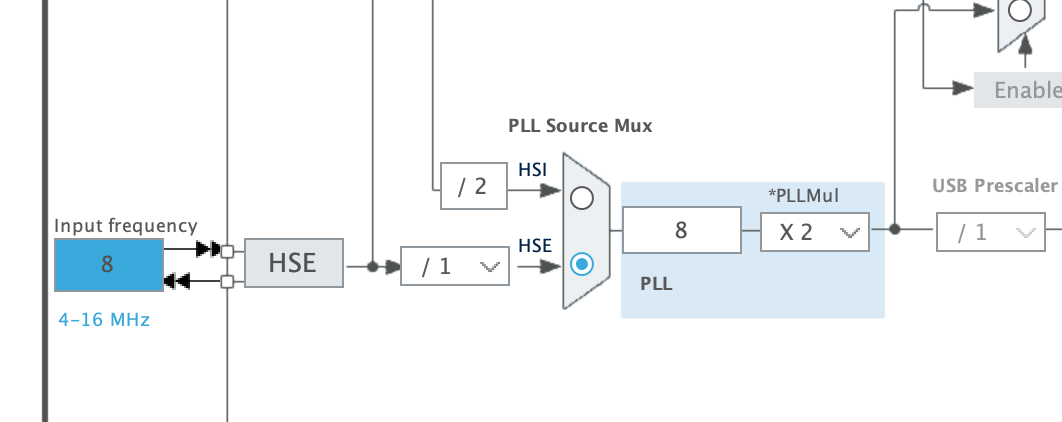 Enable
PLL Source Mux
HSI
/ 2
*PLLMul
USB Prescaler
Input frequency
8
X 2
/ 1
HSE
8
HSE
/ 1
PLL
4-16 MHz